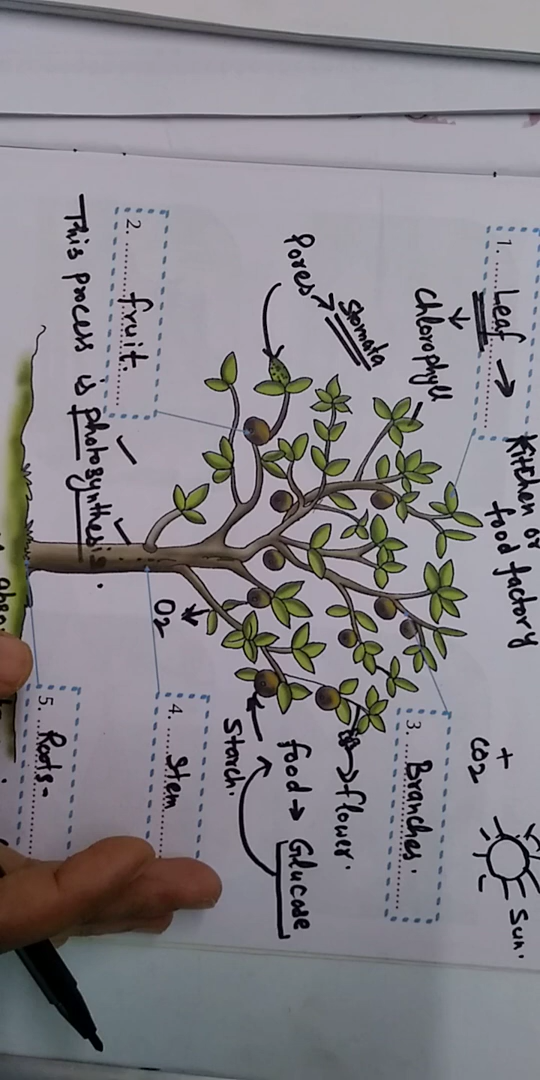 1. Leaf →
Kitchen or
food factory
↓
chlorophyll
Pores → Stomata
+
CO2
Sun.
2. fruit.
3. Branches.
→ flower.
food → Glucose
Starch.
O2
4. Stem
5. Roots-
This process is photosynthesis.